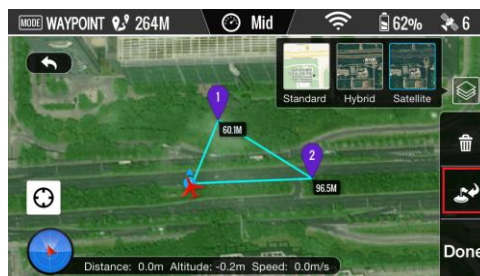 MODE WAYPOINT 264M Mid 62% 6
Standard Hybrid Satellite
1
60.1M
2
96.5M
Done
Distance: 0.0m Altitude: -0.2m Speed: 0.0m/s